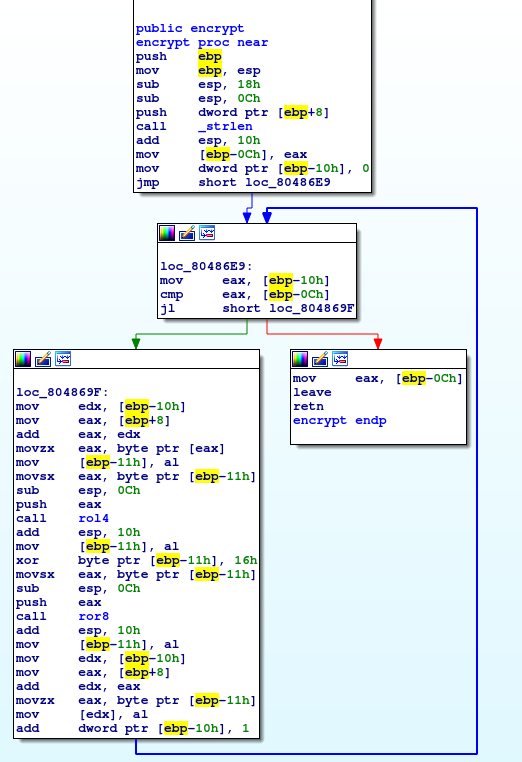 public encrypt
encrypt proc near
push ebp
mov ebp, esp
sub esp, 18h
sub esp, 0Ch
push dword ptr [ebp+8]
call _strlen
add esp, 10h
mov [ebp-0Ch], eax
mov dword ptr [ebp-10h], 0
jmp short loc_80486E9
loc_80486E9:
mov eax, [ebp-10h]
cmp eax, [ebp-0Ch]
jl short loc_804869F
loc_804869F:
mov edx, [ebp-10h]
mov eax, [ebp+8]
add eax, edx
movzx eax, byte ptr [eax]
mov [ebp-11h], al
movsx eax, byte ptr [ebp-11h]
sub esp, 0Ch
push eax
call rol4
add esp, 10h
mov [ebp-11h], al
xor byte ptr [ebp-11h], 16h
movsx eax, byte ptr [ebp-11h]
sub esp, 0Ch
push eax
call ror8
add esp, 10h
mov [ebp-11h], al
mov edx, [ebp-10h]
mov eax, [ebp+8]
add edx, eax
movzx eax, byte ptr [ebp-11h]
mov [edx], al
add dword ptr [ebp-10h], 1
mov eax, [ebp-0Ch]
leave
retn
encrypt endp